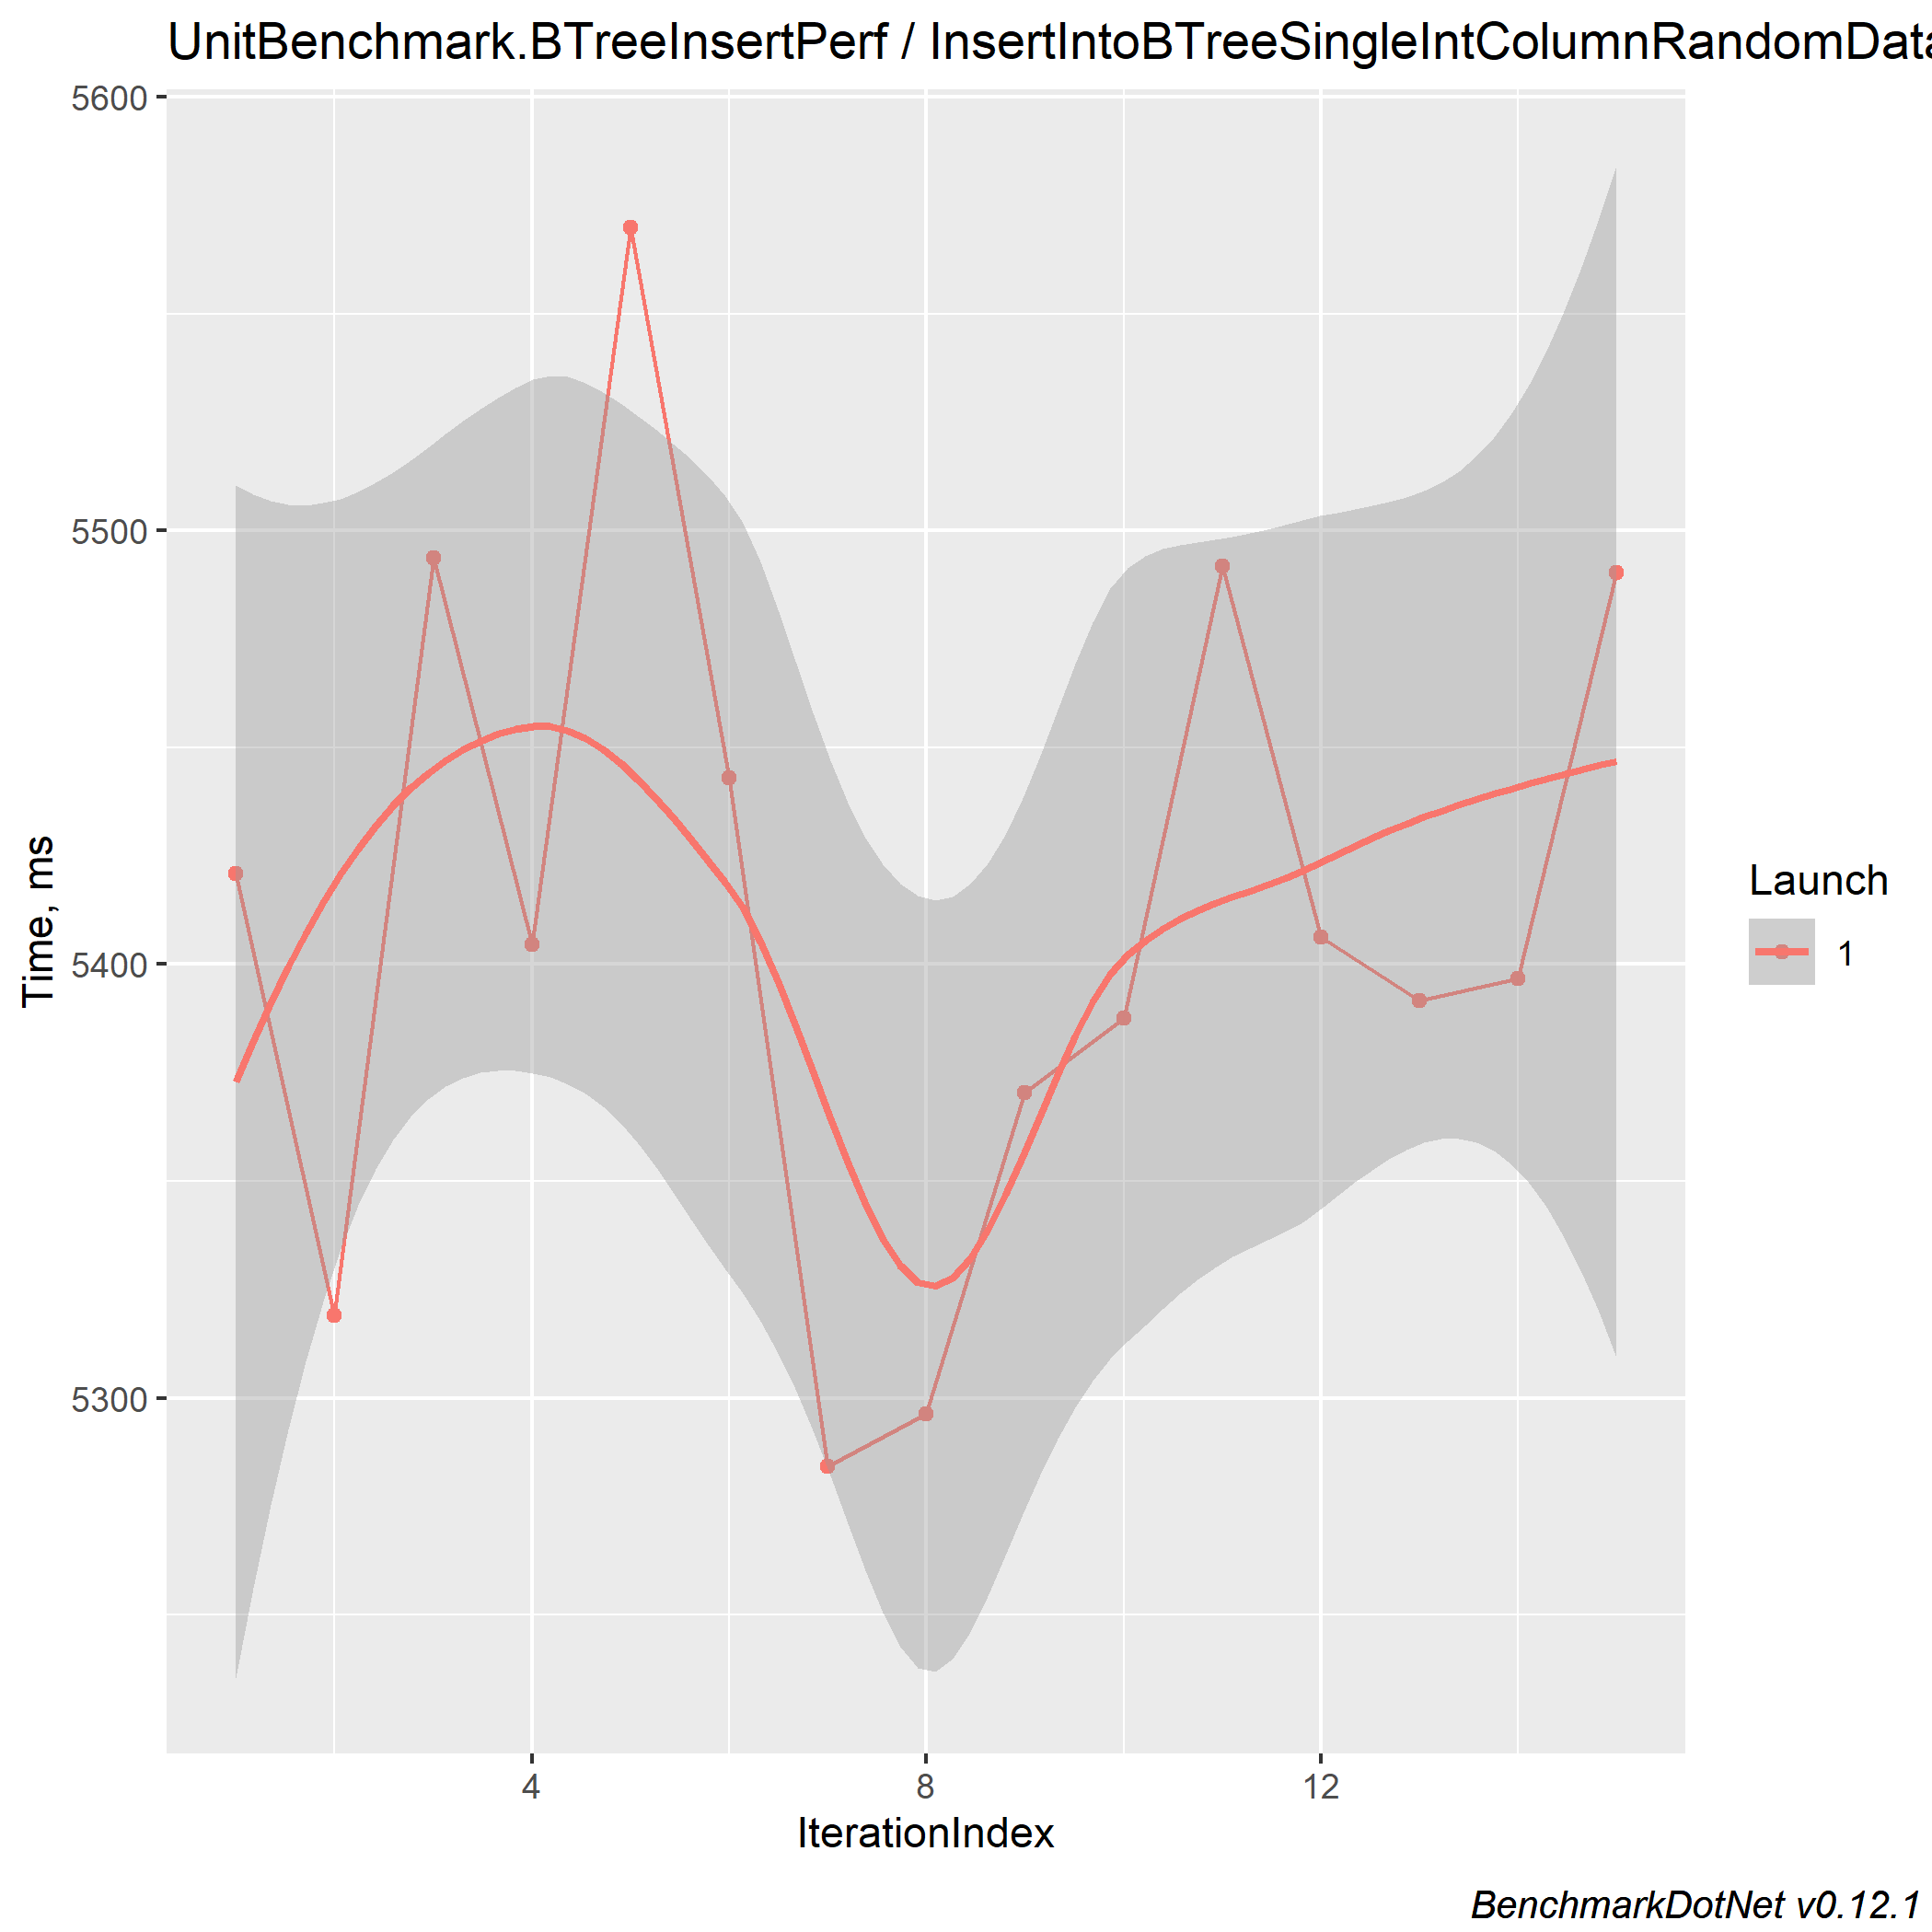 UnitBenchmark.BTreeInsertPerf / InsertIntoBTreeSingleIntColumnRandomData
5600
5500
5400
5300
Time, ms
4
8
12
IterationIndex
Launch
1
BenchmarkDotNet v0.12.1